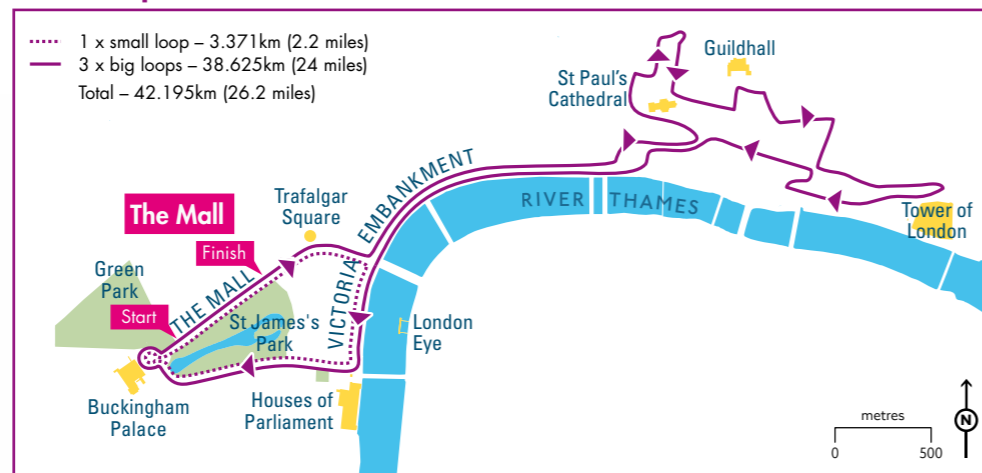 1 x small loop – 3.371km (2.2 miles)
3 x big loops – 38.625km (24 miles)
Total – 42.195km (26.2 miles)
Guildhall
St Paul's
Cathedral
VICTORIA EMBANKMENT
Trafalgar
Square
The Mall
RIVER THAMES
Tower of
London
Finish
Green
Park
THE MALL
Start
St James's
Park
London
Eye
Buckingham
Palace
Houses of
Parliament
metres
0 500
N